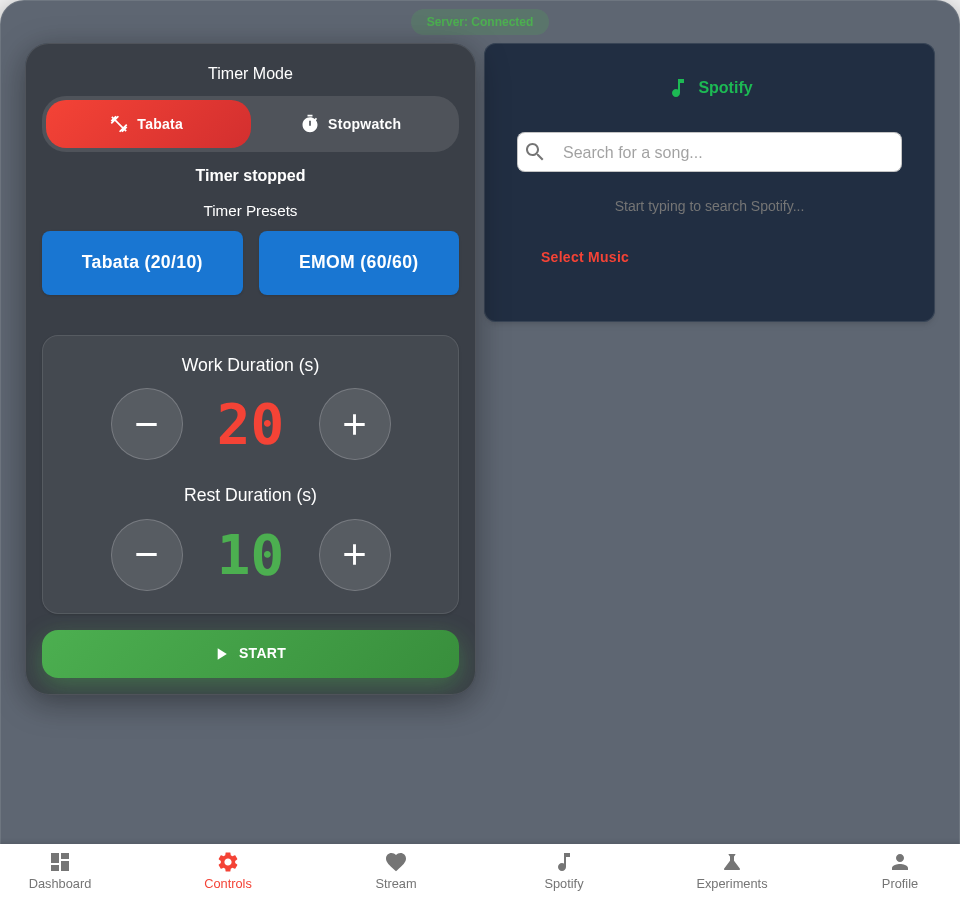 Server: Connected
Timer Mode
Tabata
Stopwatch
Timer stopped
Timer Presets
Tabata (20/10)
EMOM (60/60)
Work Duration (s)
20
Rest Duration (s)
10
START
Spotify
Search for a song...
Start typing to search Spotify...
Select Music
Dashboard
Controls
Stream
Spotify
Experiments
Profile